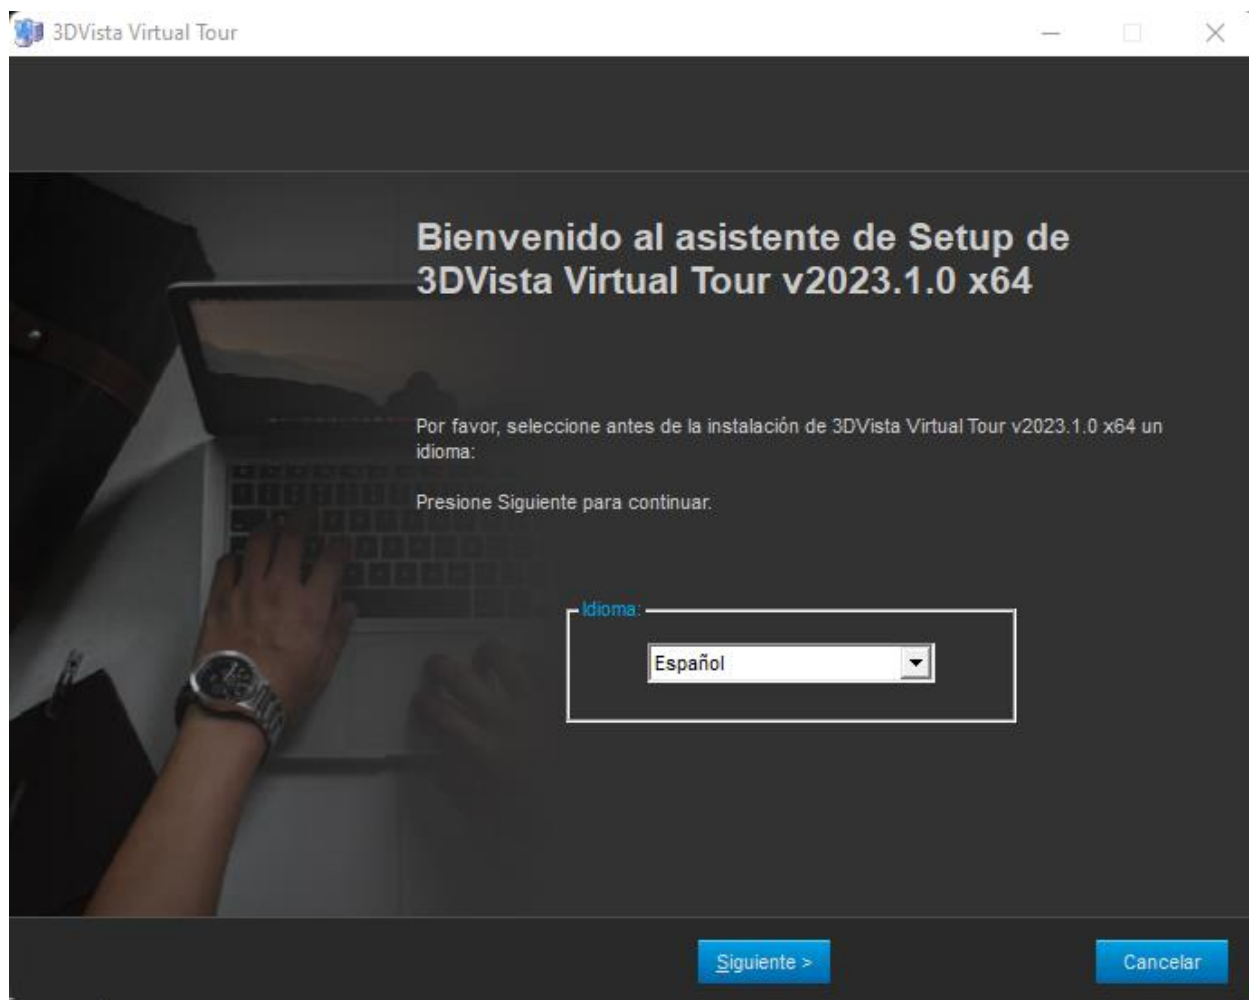 3DVista Virtual Tour
Bienvenido al asistente de Setup de
3DVista Virtual Tour v2023.1.0 x64
Por favor, seleccione antes de la instalación de 3DVista Virtual Tour v2023.1.0 x64 un
idioma:
Presione Siguiente para continuar.
Idioma:
Español
Siguiente >
Cancelar